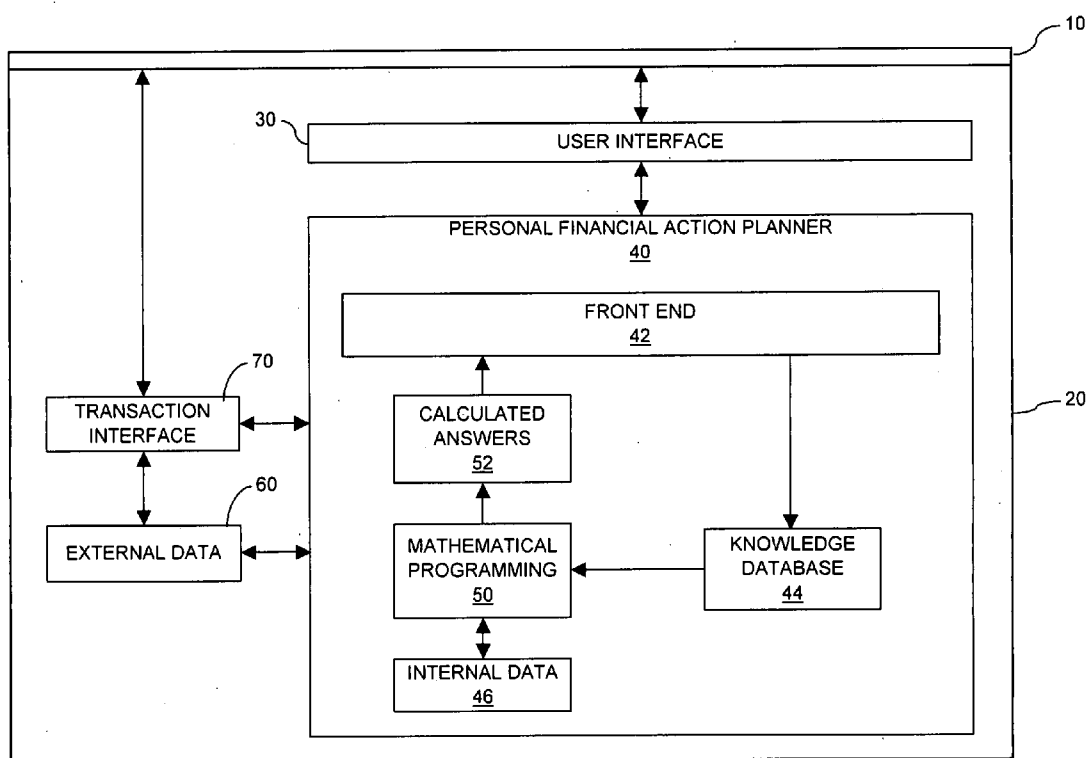 10
30
USER INTERFACE
PERSONAL FINANCIAL ACTION PLANNER
40
FRONT END
42
70
TRANSACTION
INTERFACE
20
CALCULATED
ANSWERS
52
60
EXTERNAL DATA
MATHEMATICAL
PROGRAMMING
50
KNOWLEDGE
DATABASE
44
INTERNAL DATA
46